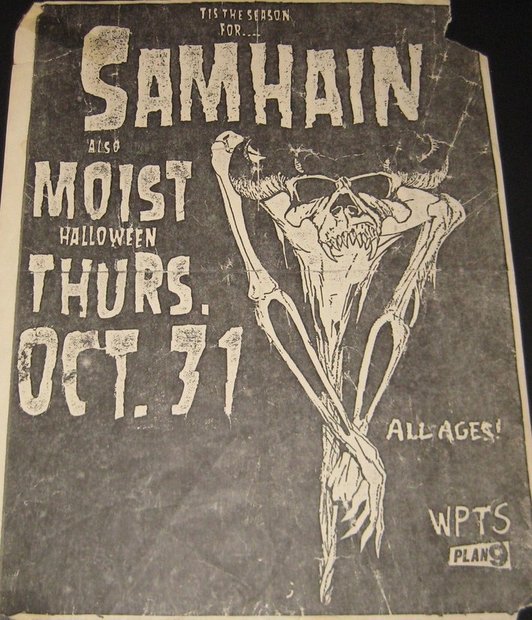 TIS THE SEASON
FOR....
SAMHAIN
ALSO
MOIST
HALLOWEEN
THURS.
OCT. 31
ALL AGES!
WPTS
PLAN 9